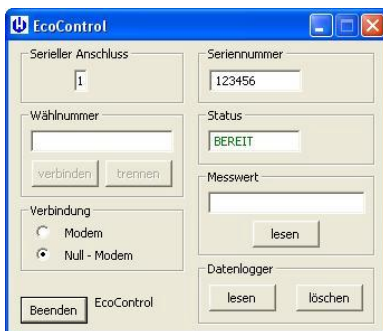 EcoControl
Serieller Anschluss
1
Wählnummer
verbinden trennen
Verbindung
Modem
Null - Modem
Beenden EcoControl
Seriennummer
123456
Status
BEREIT
Messwert
lesen
Datenlogger
lesen löschen